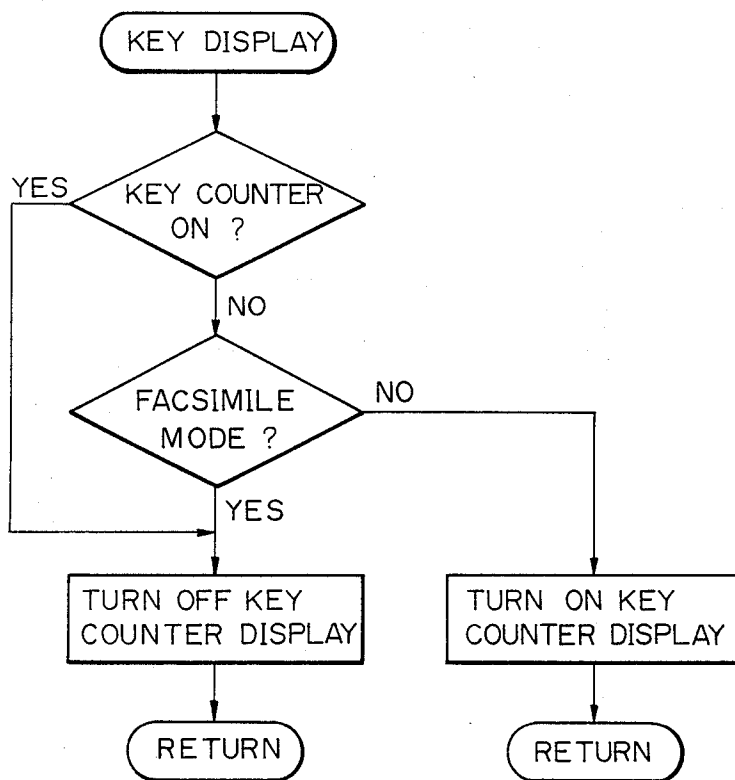 KEY DISPLAY
YES
KEY COUNTER
ON ?
NO
FACSIMILE
MODE ?
NO
YES
TURN OFF KEY
COUNTER DISPLAY
TURN ON KEY
COUNTER DISPLAY
RETURN
RETURN